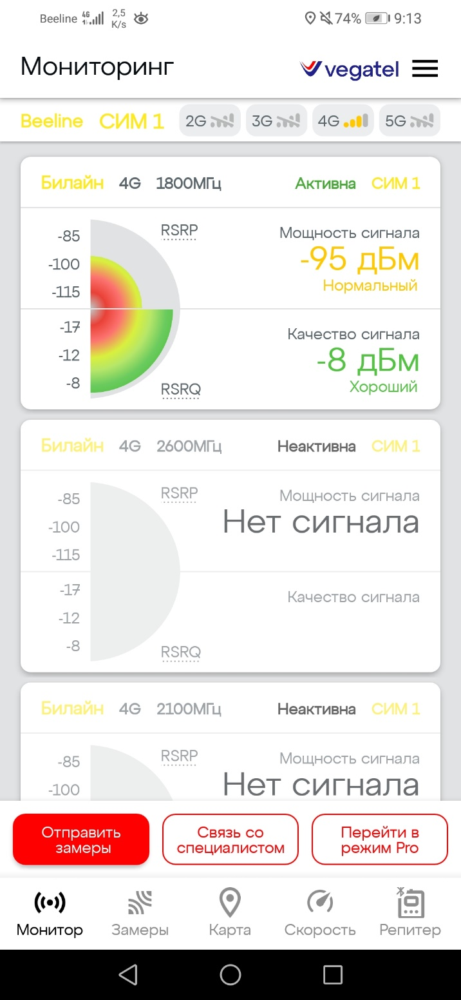 Beeline 4G 2,5 K/s 74% 9:13
Мониторинг vegatel
Beeline СИМ 1 2G 3G 4G 5G
Билайн 4G 1800МГц Активна СИМ 1
RSRP
-85
-100
-115
Мощность сигнала
-95 дБм
Нормальный
-17
-12
-8
RSRQ
Качество сигнала
-8 дБм
Хороший
Билайн 4G 2600МГц Неактивна СИМ 1
RSRP
-85
-100
-115
Мощность сигнала
Нет сигнала
-17
-12
-8
RSRQ
Качество сигнала
Билайн 4G 2100МГц Неактивна СИМ 1
RSRP
-85
-100
Мощность сигнала
Нет сигнала
Отправить
замеры
Связь со
специалистом
Перейти в
режим Pro
Монитор Замеры Карта Скорость Репитер